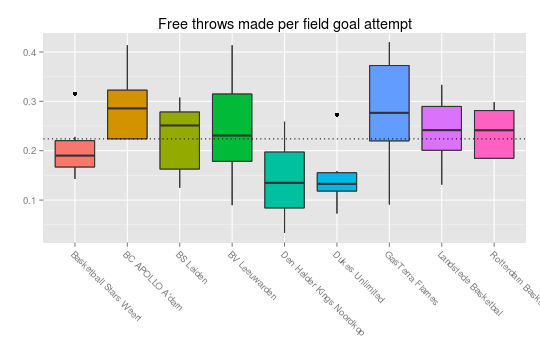 Free throws made per field goal attempt
0.4
0.3
0.2
0.1
Basketball Stars Weert
BC APOLLO A'dam
BS Leiden
BV Leeuwarden
Den Helder Kings Noordkop
Dukes Unlimited
GasTerra Flames
Landstede Basketbal
Rotterdam Bask